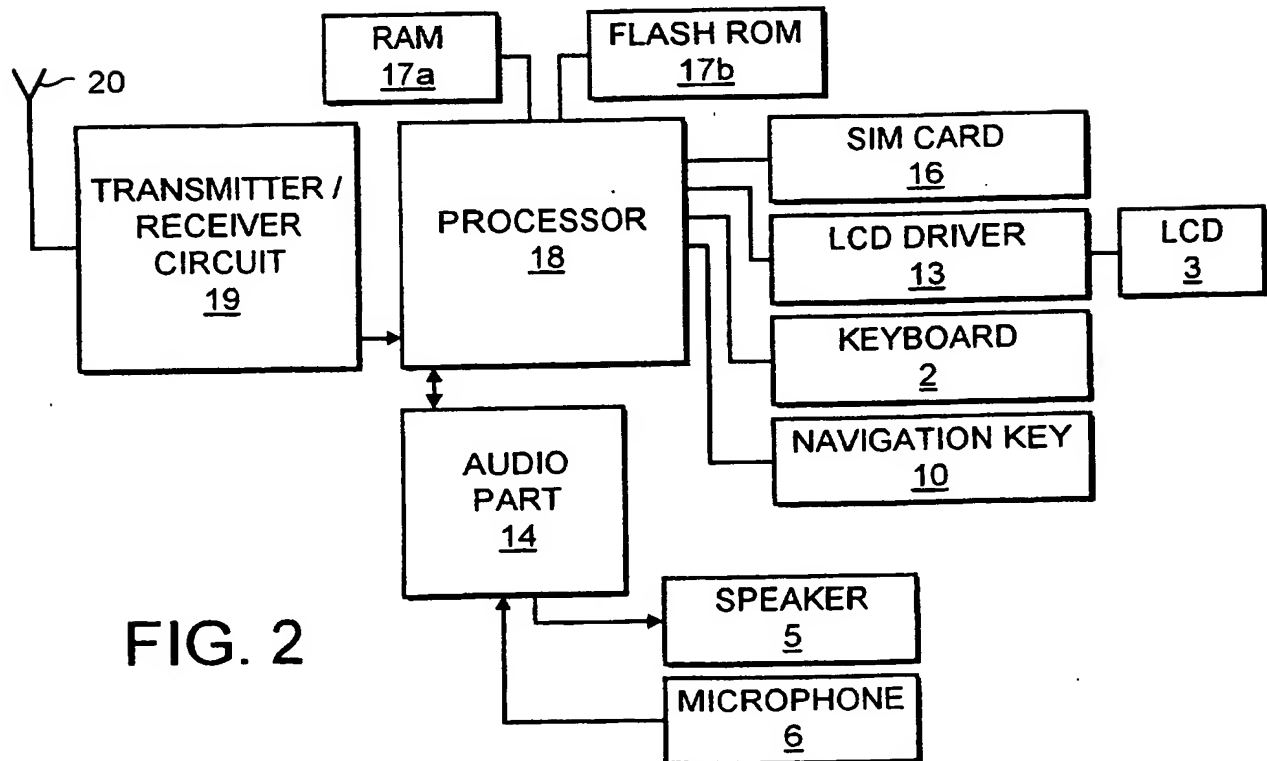 RAM
17a
FLASH ROM
17b
20
TRANSMITTER /
RECEIVER
CIRCUIT
19
PROCESSOR
18
SIM CARD
16
LCD DRIVER
13
LCD
3
KEYBOARD
2
NAVIGATION KEY
10
AUDIO
PART
14
SPEAKER
5
MICROPHONE
6
FIG. 2